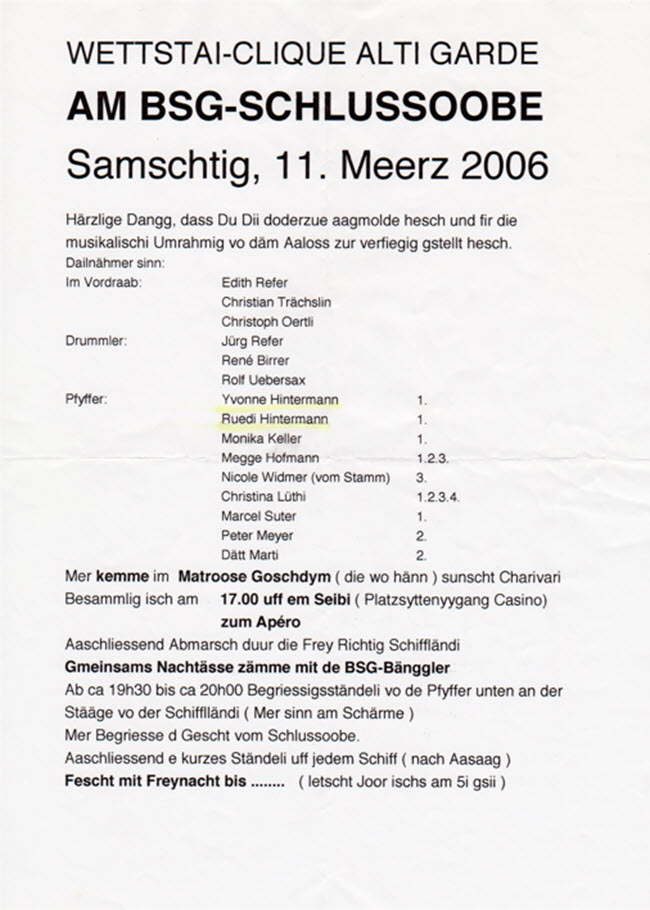 WETTSTAI-CLIQUE ALTI GARDE
AM BSG-SCHLUSSOOBE
Samschtig, 11. Meerz 2006
Härzlige Dangg, dass Du Dii doderzue aagmolde hesch und fir die
musikalischi Umrahmig vo däm Aaloss zur verfiegig gstellt hesch.
Dailnähmer sinn:
Im Vordraab: Edith Refer
Christian Trächslin
Christoph Oertli
Drummler: Jürg Refer
René Birrer
Rolf Uebersax
Pfyffer: Yvonne Hintermann 1.
Ruedi Hintermann 1.
Monika Keller 1.
Megge Hofmann 1.2.3.
Nicole Widmer (vom Stamm) 3.
Christina Lüthi 1.2.3.4.
Marcel Suter 1.
Peter Meyer 2.
Dätt Marti 2.
Mer kemme im Matroose Goschdym ( die wo hänn ) sunscht Charivari
Besammlig isch am 17.00 uff em Seibi ( Platzsyttenyygang Casino)
zum Apéro
Aaschliessend Abmarsch duur die Frey Richtig Schiffländi
Gmeinsams Nachtässe zämme mit de BSG-Bänggler
Ab ca 19h30 bis ca 20h00 Begriessigsständeli vo de Pfyffer unten an der
Stääge vo der Schifflländi ( Mer sinn am Schärme )
Mer Begriesse d Gescht vom Schlussoobe.
Aaschliessend e kurzes Ständeli uff jedem Schiff ( nach Aasaag )
Fescht mit Freynacht bis ........ ( letscht Joor ischs am 5i gsii )